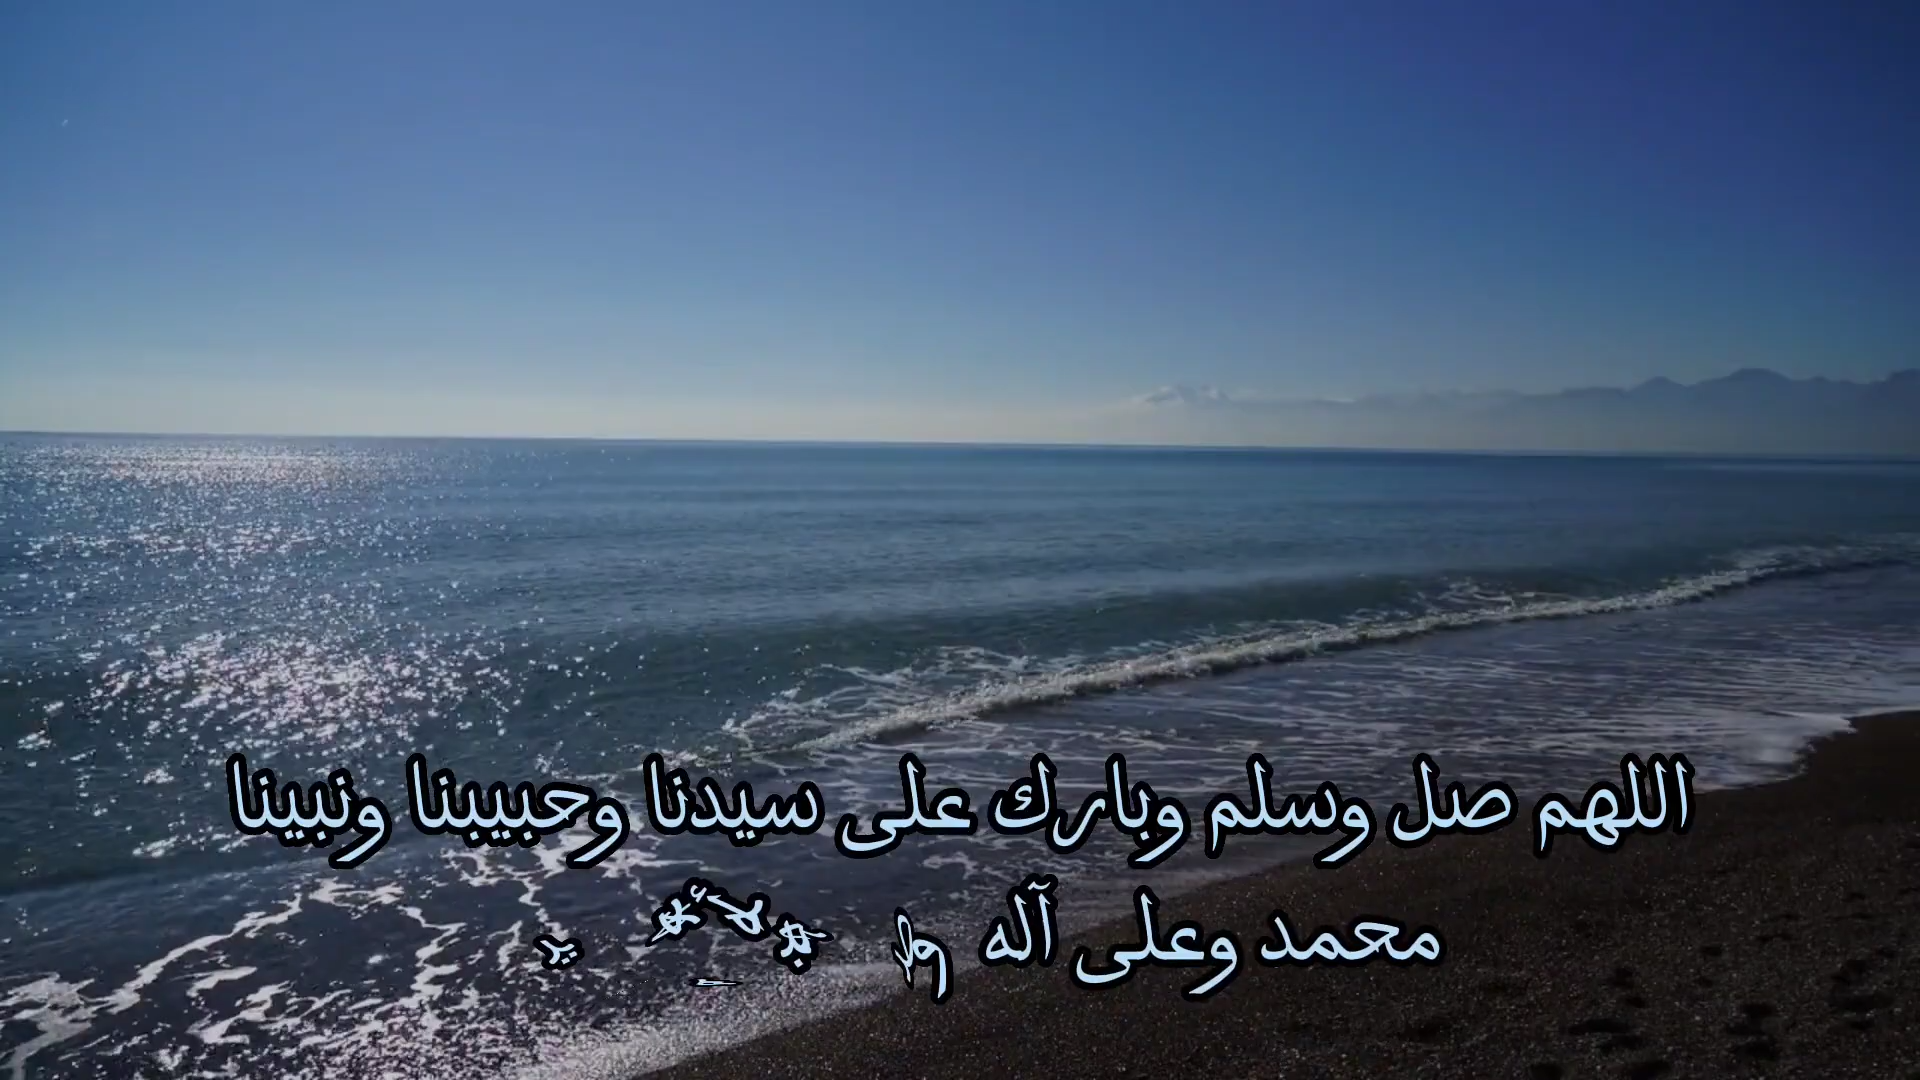 اللهم صل وسلم وبارك على سيدنا وحبيبنا ونبينا
محمد وعلى آله